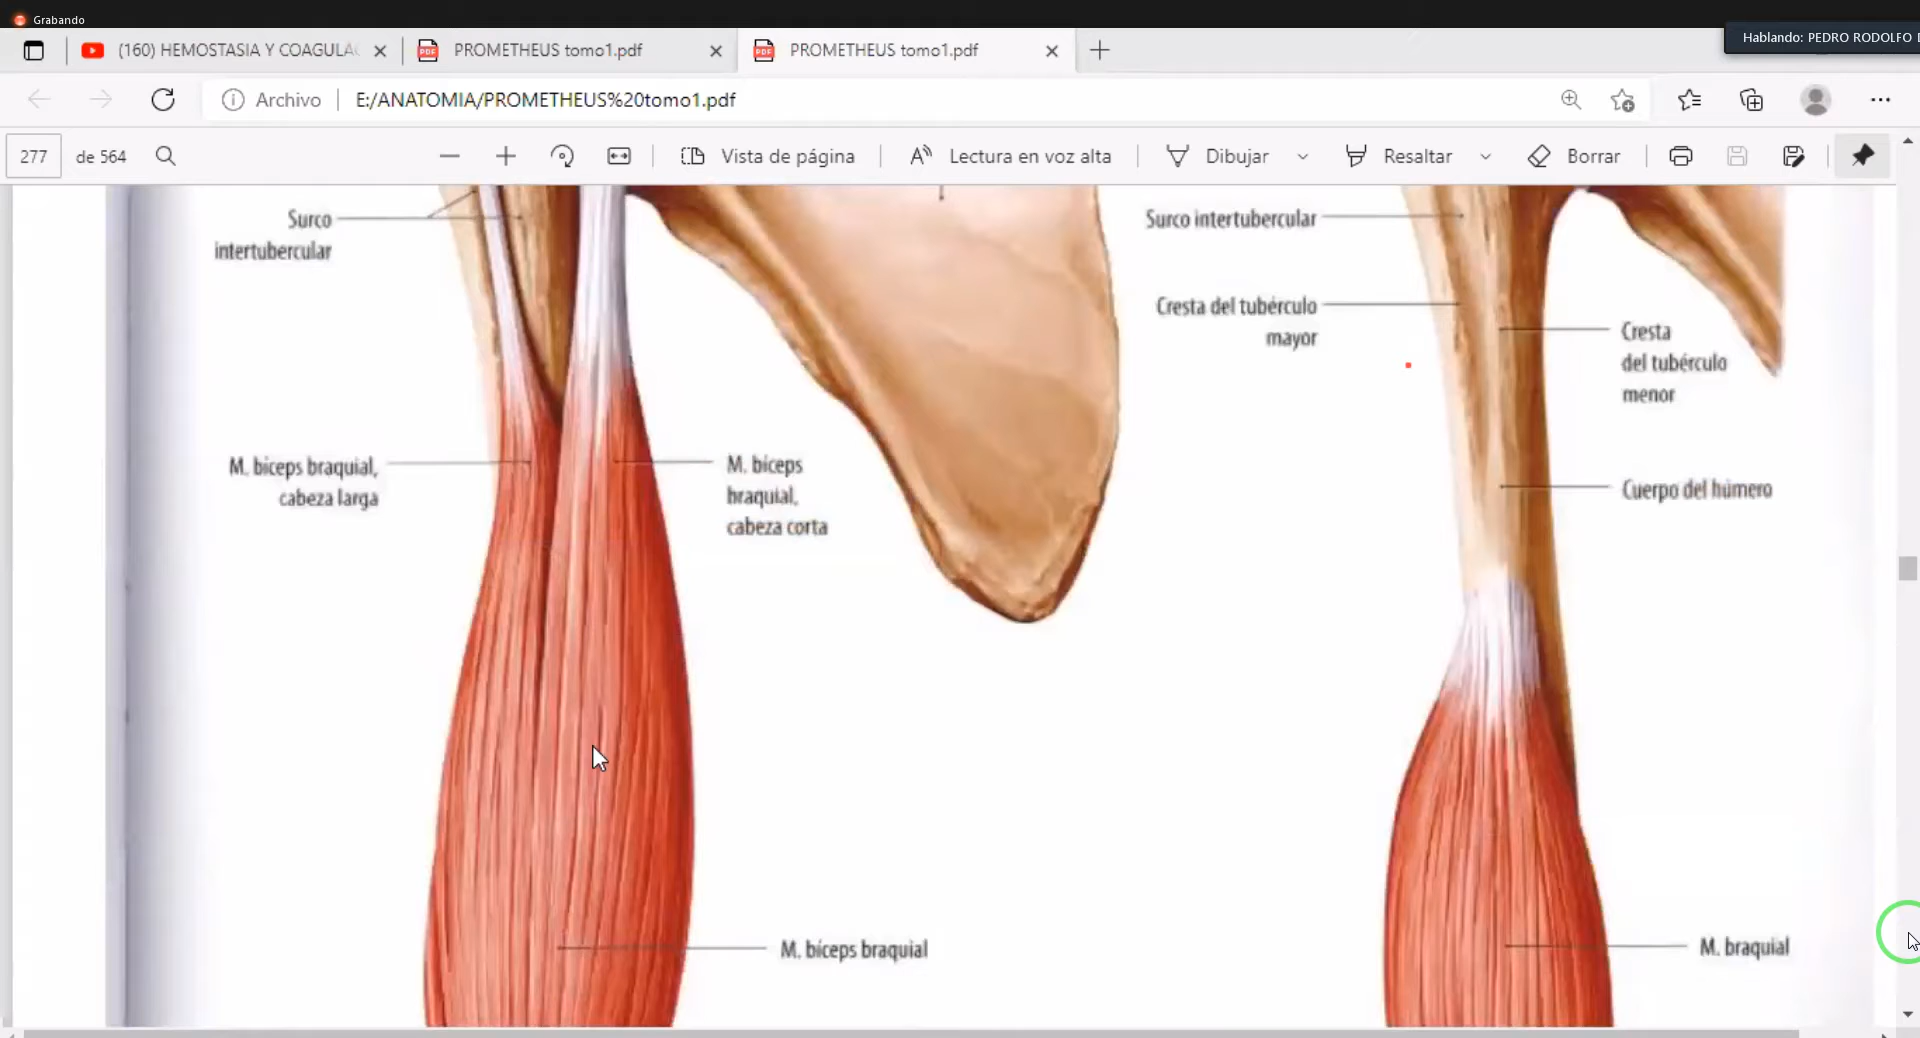 Grabando
(160) HEMOSTASIA Y COAGULA
PROMETHEUS tomo1.pdf
PROMETHEUS tomo1.pdf
Hablando: PEDRO RODOLFO
Archivo
E:/ANATOMIA/PROMETHEUS%20tomo1.pdf
277
de 564
Vista de página
Lectura en voz alta
Dibujar
Resaltar
Borrar
Surco
intertubercular
M. bíceps braquial,
cabeza larga
M. bíceps
braquial,
cabeza corta
M. bíceps braquial
Surco intertubercular
Cresta del tubérculo
mayor
Cresta
del tubérculo
menor
Cuerpo del húmero
M. braquial